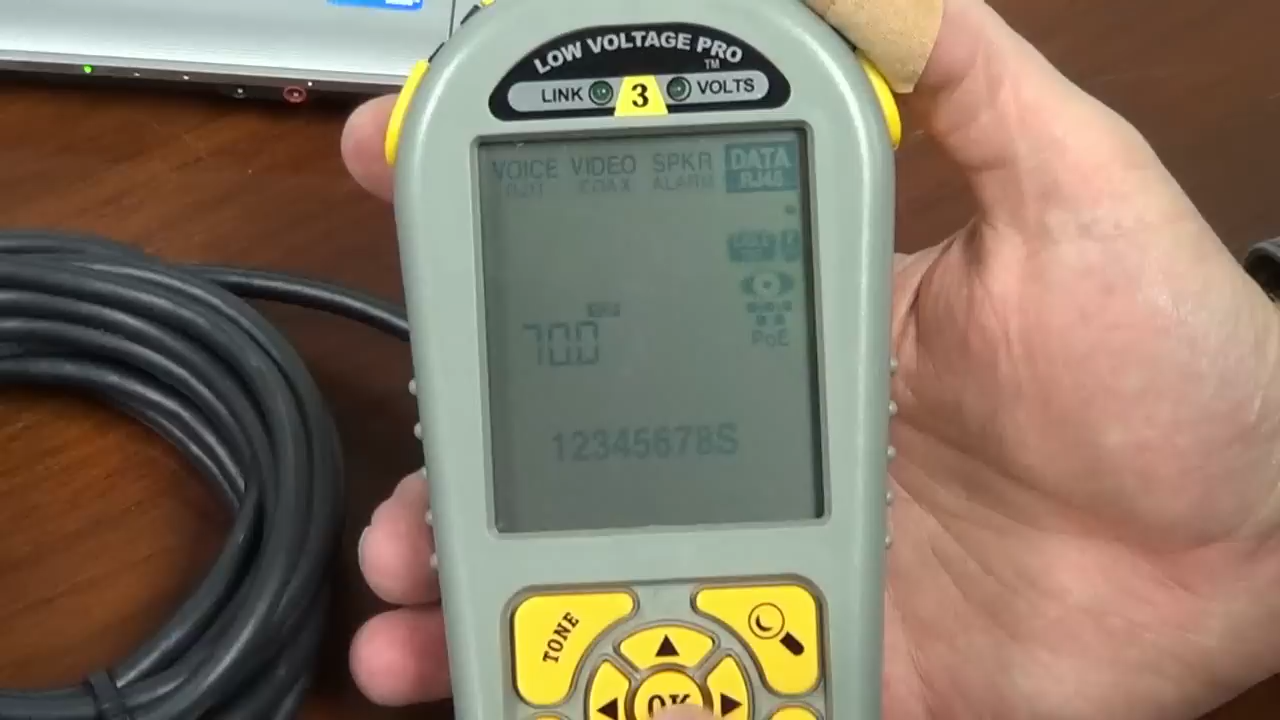 LOW VOLTAGE PRO
TM
LINK 3 VOLTS
VOICE VIDEO SPKR DATA
COAX ALARM RJ45
700
PoE
12345678S
TONE
OK